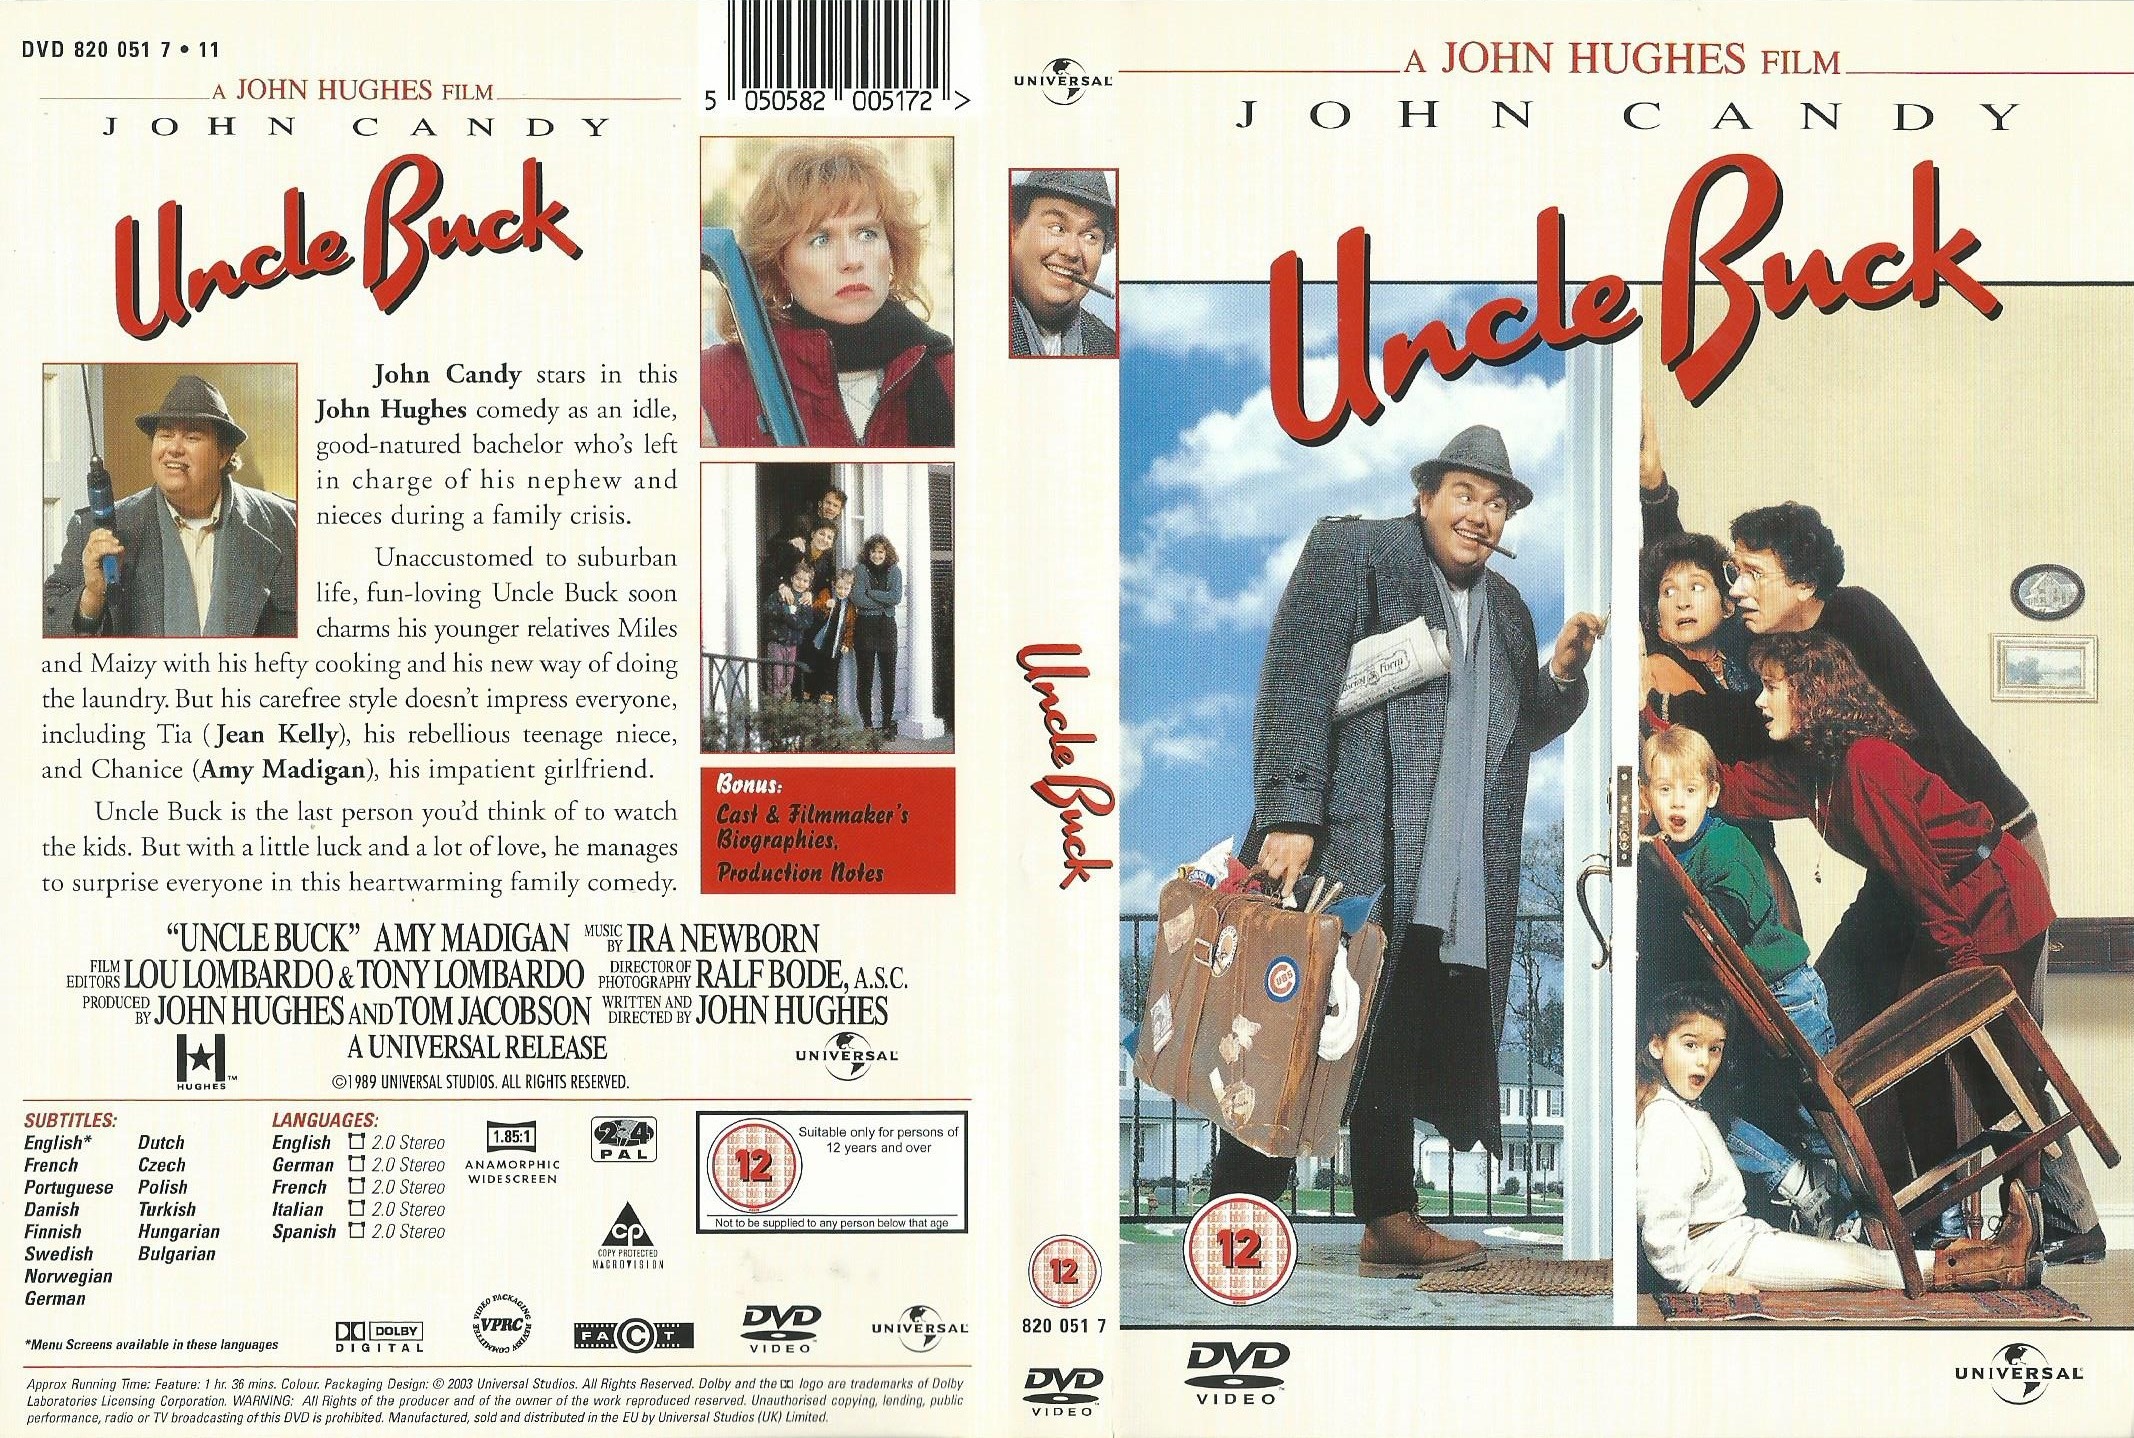 DVD 820 051 7 • 11
A JOHN HUGHES FILM
JOHN CANDY
Uncle Buck
John Candy stars in this
John Hughes comedy as an idle,
good-natured bachelor who's left
in charge of his nephew and
nieces during a family crisis.
Unaccustomed to suburban
life, fun-loving Uncle Buck soon
charms his younger relatives Miles
and Maizy with his hefty cooking and his new way of doing
the laundry. But his carefree style doesn't impress everyone,
including Tia (Jean Kelly), his rebellious teenage niece,
and Chanice (Amy Madigan), his impatient girlfriend.
Uncle Buck is the last person you'd think of to watch
the kids. But with a little luck and a lot of love, he manages
to surprise everyone in this heartwarming family comedy.
5 050582 005172 >
Bonus:
Cast & Filmmaker's
Biographies,
Production Notes
"UNCLE BUCK" AMY MADIGAN MUSIC BY IRA NEWBORN
FILM EDITORS LOU LOMBARDO & TONY LOMBARDO DIRECTOR OF PHOTOGRAPHY RALF BODE, A.S.C.
PRODUCED BY JOHN HUGHES AND TOM JACOBSON WRITTEN AND DIRECTED BY JOHN HUGHES
HUGHES™
A UNIVERSAL RELEASE
©1989 UNIVERSAL STUDIOS. ALL RIGHTS RESERVED.
UNIVERSAL
SUBTITLES:
English*
French
Portuguese
Danish
Finnish
Swedish
Norwegian
German
Dutch
Czech
Polish
Turkish
Hungarian
Bulgarian
*Menu Screens available in these languages
LANGUAGES:
English 2.0 Stereo
German 2.0 Stereo
French 2.0 Stereo
Italian 2.0 Stereo
Spanish 2.0 Stereo
1.85:1
ANAMORPHIC
WIDESCREEN
2 4
PAL
cp
COPY PROTECTED
MACROVISION
12
Suitable only for persons of
12 years and over
Not to be supplied to any person below that age
DOLBY
DIGITAL
VIDEO PACKAGING REVIEW COMMITTEE
VPRC
FACT
DVD
VIDEO
UNIVERSAL
Approx Running Time: Feature: 1 hr. 36 mins. Colour. Packaging Design: © 2003 Universal Studios. All Rights Reserved. Dolby and the logo are trademarks of Dolby
Laboratories Licensing Corporation. WARNING: All Rights of the producer and of the owner of the work reproduced reserved. Unauthorised copying, lending, public
performance, radio or TV broadcasting of this DVD is prohibited. Manufactured, sold and distributed in the EU by Universal Studios (UK) Limited.
UNIVERSAL
Uncle Buck
12
820 051 7
DVD
VIDEO
A JOHN HUGHES FILM
JOHN CANDY
Uncle Buck
Form
CUBS
12
DVD
VIDEO
UNIVERSAL